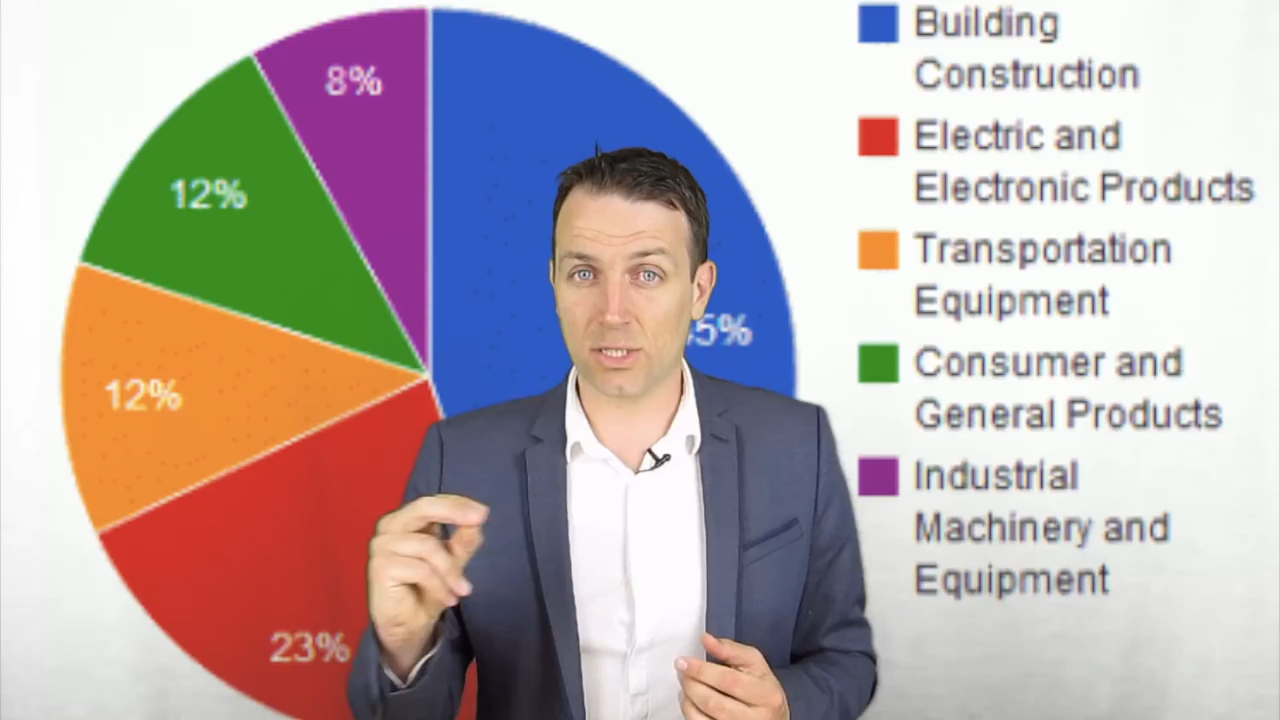 8%
12%
5%
12%
23%
Building
Construction
Electric and
Electronic Products
Transportation
Equipment
Consumer and
General Products
Industrial
Machinery and
Equipment